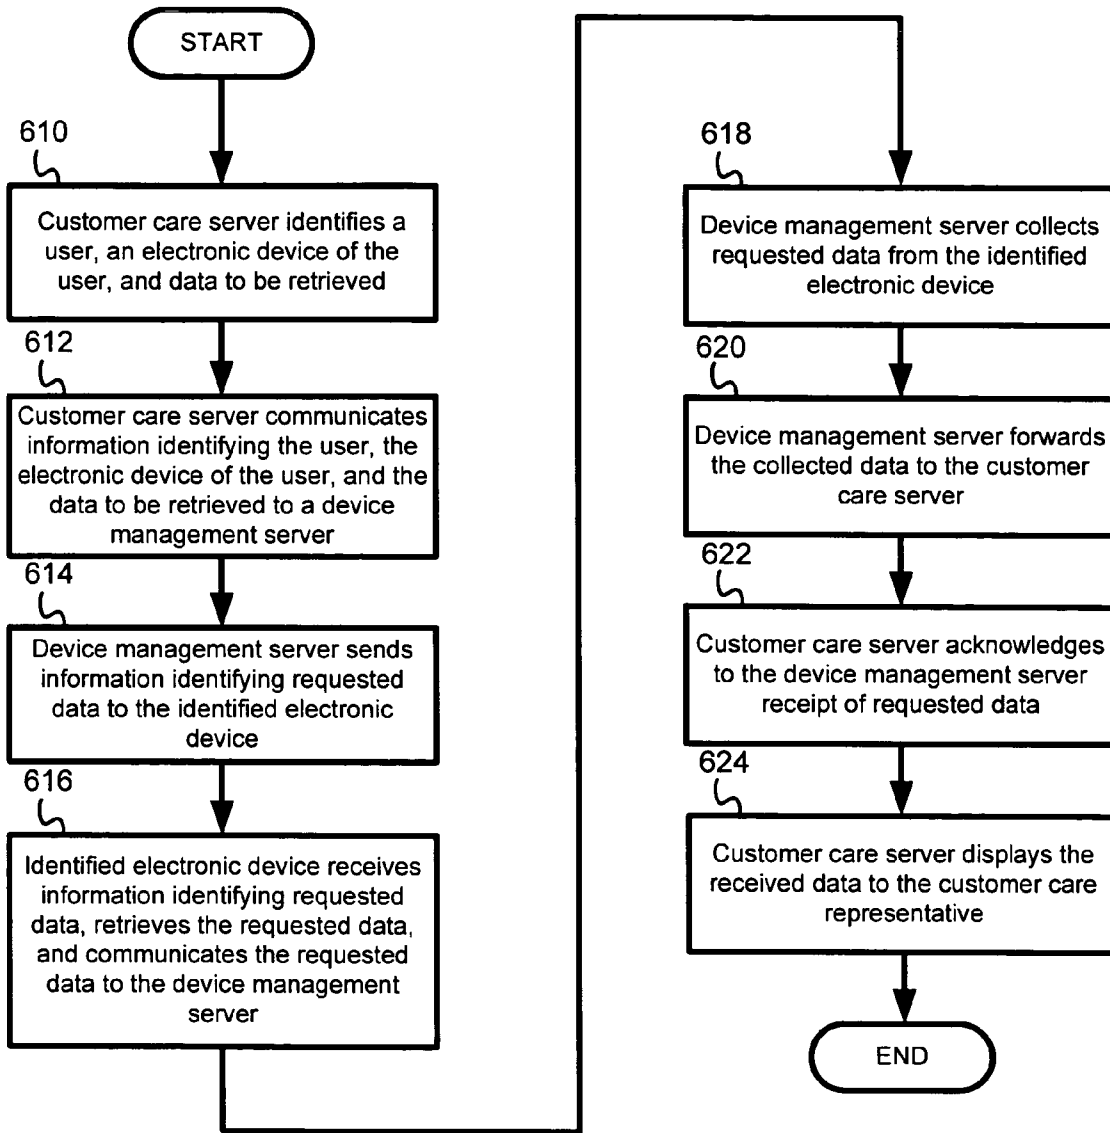 START
610
Customer care server identifies a
user, an electronic device of the
user, and data to be retrieved
612
Customer care server communicates
information identifying the user, the
electronic device of the user, and the
data to be retrieved to a device
management server
614
Device management server sends
information identifying requested
data to the identified electronic
device
616
Identified electronic device receives
information identifying requested
data, retrieves the requested data,
and communicates the requested
data to the device management
server
618
Device management server collects
requested data from the identified
electronic device
620
Device management server forwards
the collected data to the customer
care server
622
Customer care server acknowledges
to the device management server
receipt of requested data
624
Customer care server displays the
received data to the customer care
representative
END